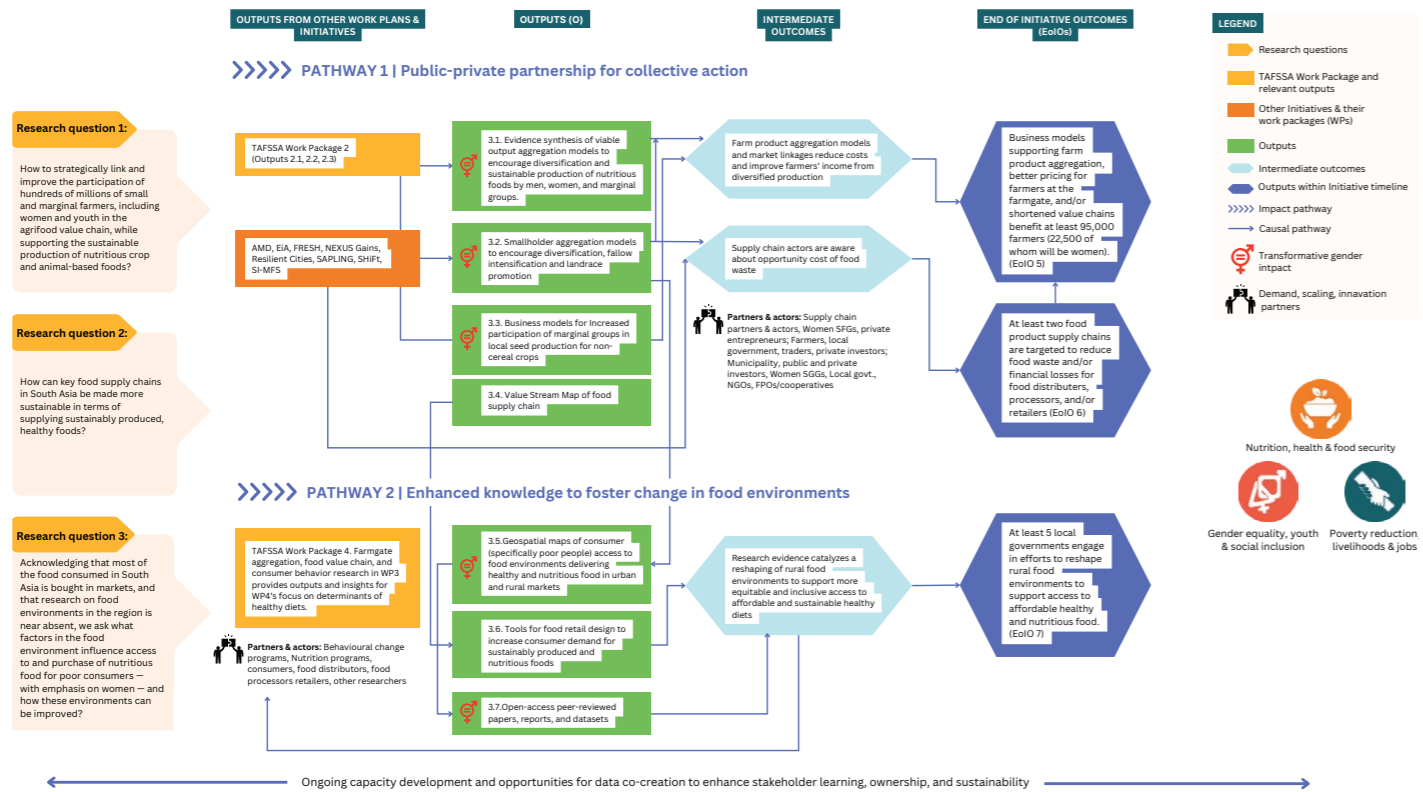 OUTPUTS FROM OTHER WORK PLANS &
INITIATIVES
OUTPUTS (O)
INTERMEDIATE
OUTCOMES
END OF INITIATIVE OUTCOMES
(EoIOs)
LEGEND
Research questions
TAFSSA Work Package and
relevant outputs
Other Initiatives & their
work packages (WPs)
Outputs
Intermediate outcomes
Outputs within Initiative timeline
Impact pathway
Causal pathway
Transformative gender
intpact
Demand, scaling, innavation
partners
PATHWAY 1 | Public-private partnership for collective action
Research question 1:
How to strategically link and
improve the participation of
hundreds of millions of small
and marginal farmers, including
women and youth in the
agrifood value chain, while
supporting the sustainable
production of nutritious crop
and animal-based foods?
TAFSSA Work Package 2
(Outputs 2.1, 2.2, 2.3)
AMD, EiA, FRESH, NEXUS Gains,
Resilient Cities, SAPLING, SHiFt,
SI-MFS
3.1. Evidence synthesis of viable
output aggregation models to
encourage diversification and
sustainable production of nutritious
foods by men, women, and marginal
groups.
3.2. Smallholder aggregation models
to encourage diversification, fallow
intensification and landrace
promotion
3.3. Business models for Increased
participation of marginal groups in
local seed production for non-
cereal crops
3.4. Value Stream Map of food
supply chain
Farm product aggregation models
and market linkages reduce costs
and improve farmers' income from
diversified production
Supply chain actors are aware
about opportunity cost of food
waste
Partners & actors: Supply chain
partners & actors, Women SFGs, private
entrepreneurs; Farmers, local
government, traders, private investors;
Municipality, public and private
investors, Women SGGs, Local govt.,
NGOs, FPOs/cooperatives
Business models
supporting farm
product aggregation,
better pricing for
farmers at the
farmgate, and/or
shortened value chains
benefit at least 95,000
farmers (22,500 of
whom will be women).
(EoIO 5)
At least two food
product supply chains
are targeted to reduce
food waste and/or
financial losses for
food distributers,
processors, and/or
retailers (EoIO 6)
Research question 2:
How can key food supply chains
in South Asia be made more
sustainable in terms of
supplying sustainably produced,
healthy foods?
Nutrition, health & food security
Gender equality, youth
& social inclusion
Poverty reduction,
livelihoods & jobs
PATHWAY 2 | Enhanced knowledge to foster change in food environments
Research question 3:
Acknowledging that most of
the food consumed in South
Asia is bought in markets, and
that research on food
environments in the region is
near absent, we ask what
factors in the food
environment influence access
to and purchase of nutritious
food for poor consumers —
with emphasis on women — and
how these environments can
be improved?
TAFSSA Work Package 4. Farmgate
aggregation, food value chain, and
consumer behavior research in WP3
provides outputs and insights for
WP4's focus on determinants of
healthy diets.
Partners & actors: Behavioural change
programs, Nutrition programs,
consumers, food distributors, food
processors retailers, other researchers
3.5.Geospatial maps of consumer
(specifically poor people) access to
food environments delivering
healthy and nutritious food in urban
and rural markets
3.6. Tools for food retail design to
increase consumer demand for
sustainably produced and
nutritious foods
3.7.Open-access peer-reviewed
papers, reports, and datasets
Research evidence catalyzes a
reshaping of rural food
environments to support more
equitable and inclusive access to
affordable and sustainable healthy
diets
At least 5 local
governments engage
in efforts to reshape
rural food
environments to
support access to
affordable healthy
and nutritious food.
(EoIO 7)
Ongoing capacity development and opportunities for data co-creation to enhance stakeholder learning, ownership, and sustainability